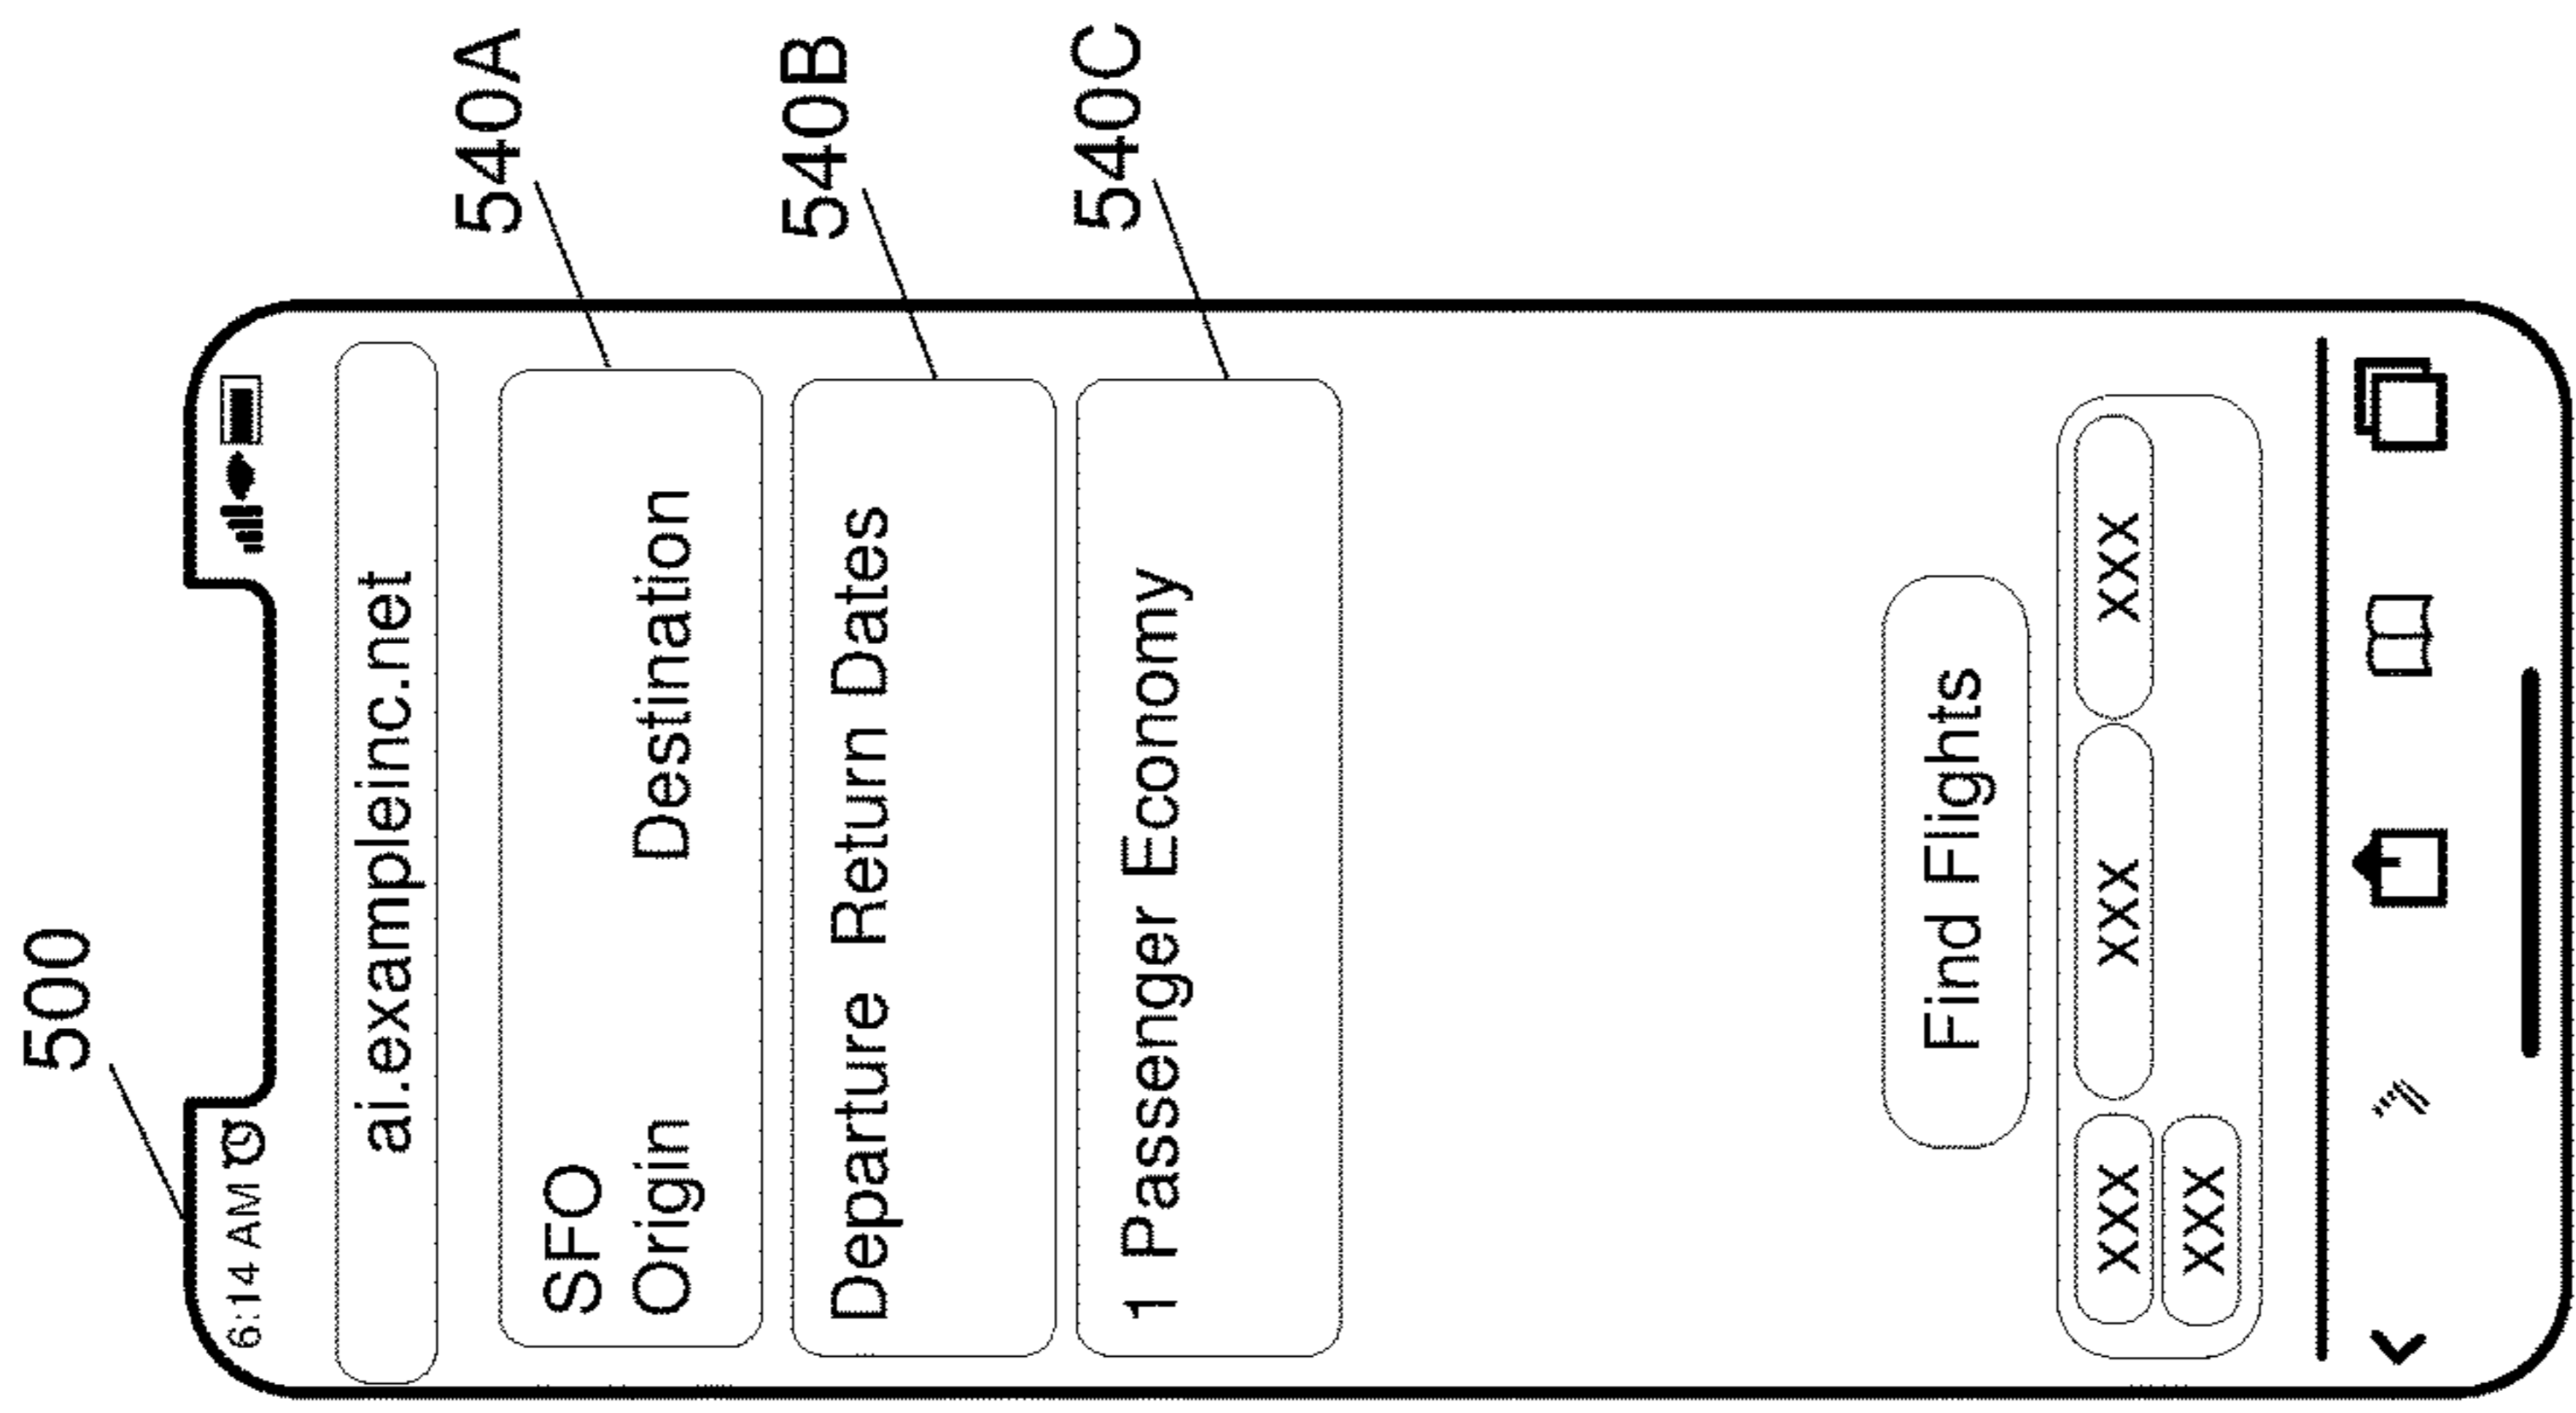 500
6:14 AM
ai.exampleinc.net
540A
SFO
Origin Destination
540B
Departure Return Dates
540C
1 Passenger Economy
Find Flights
xxx xxx xxx
xxx